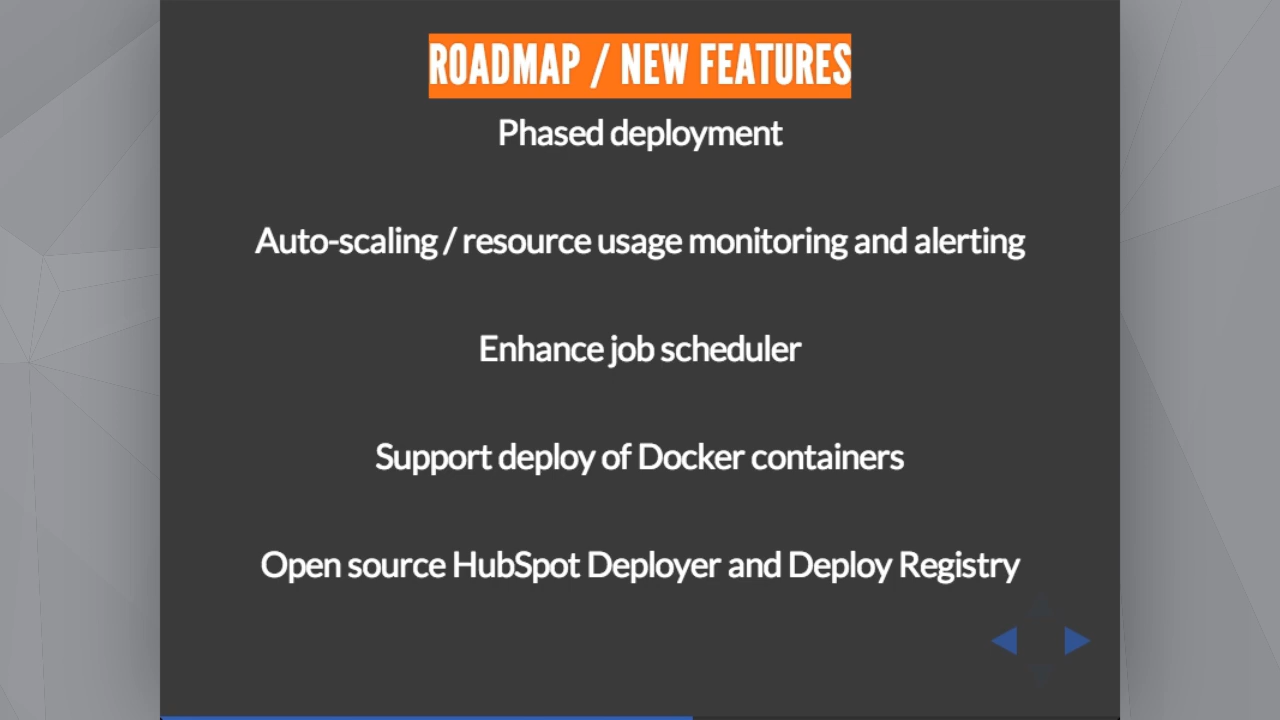 ROADMAP / NEW FEATURES
Phased deployment
Auto-scaling / resource usage monitoring and alerting
Enhance job scheduler
Support deploy of Docker containers
Open source HubSpot Deployer and Deploy Registry